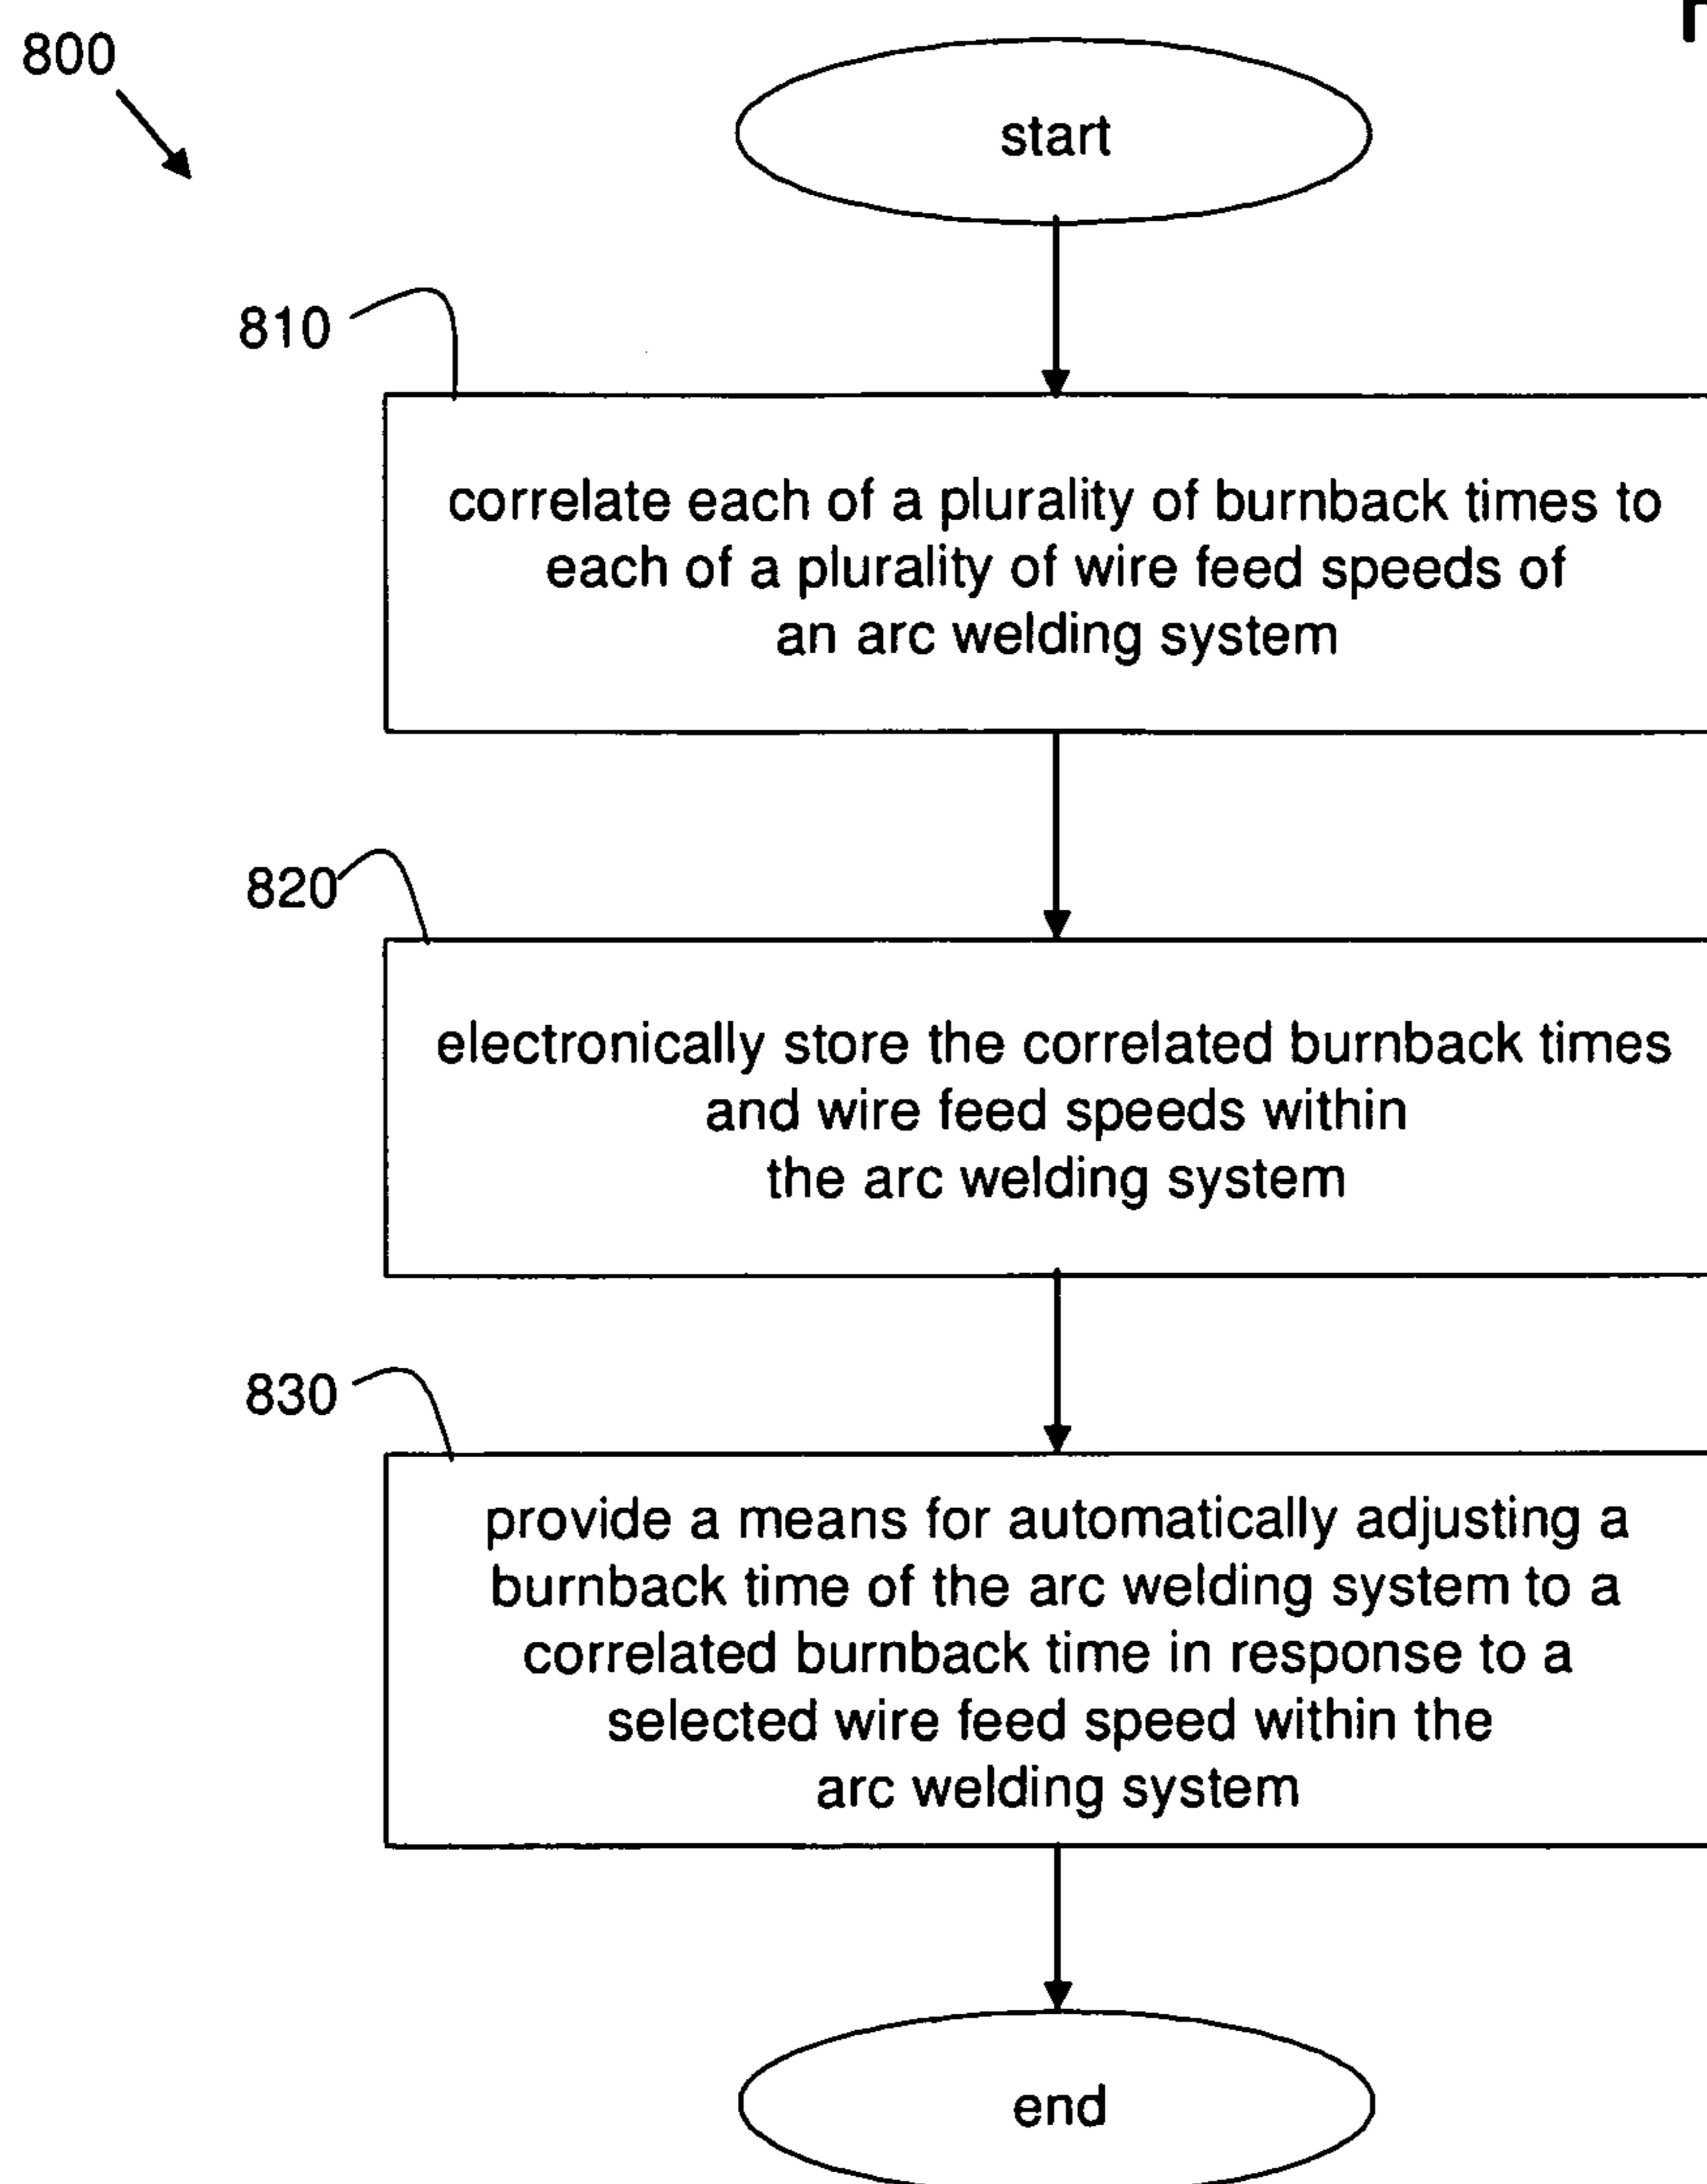 800
start
810
correlate each of a plurality of burnback times to
each of a plurality of wire feed speeds of
an arc welding system
820
electronically store the correlated burnback times
and wire feed speeds within
the arc welding system
830
provide a means for automatically adjusting a
burnback time of the arc welding system to a
correlated burnback time in response to a
selected wire feed speed within the
arc welding system
end